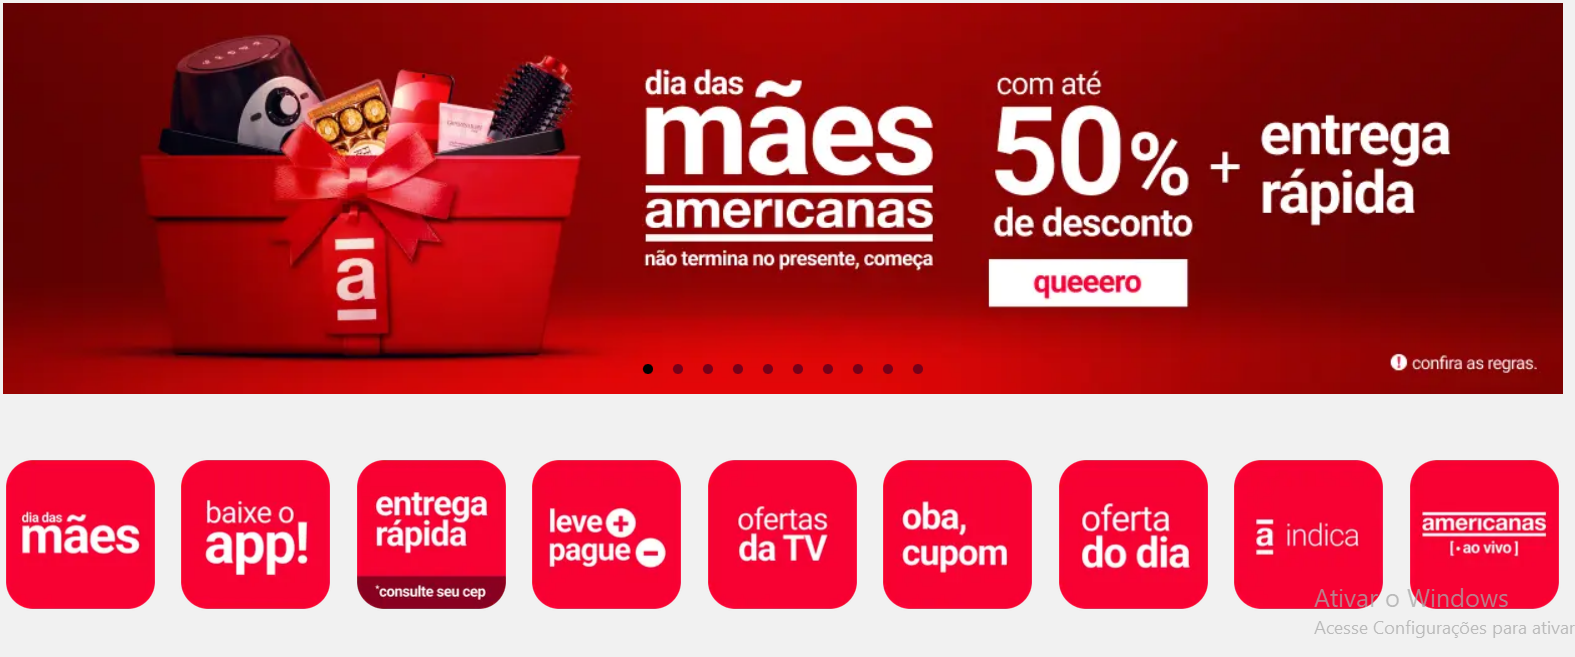 dia das
mães
americanas
não termina no presente, começa
com até
50%
de desconto
+
entrega
rápida
queeero
confira as regras.
a
dia das
mães
baixe o
app!
entrega
rápida
*consulte seu cep
leve +
pague −
ofertas
da TV
oba,
cupom
oferta
do dia
a indica
americanas
[• ao vivo]
Ativar o Windows
Acesse Configurações para ativar